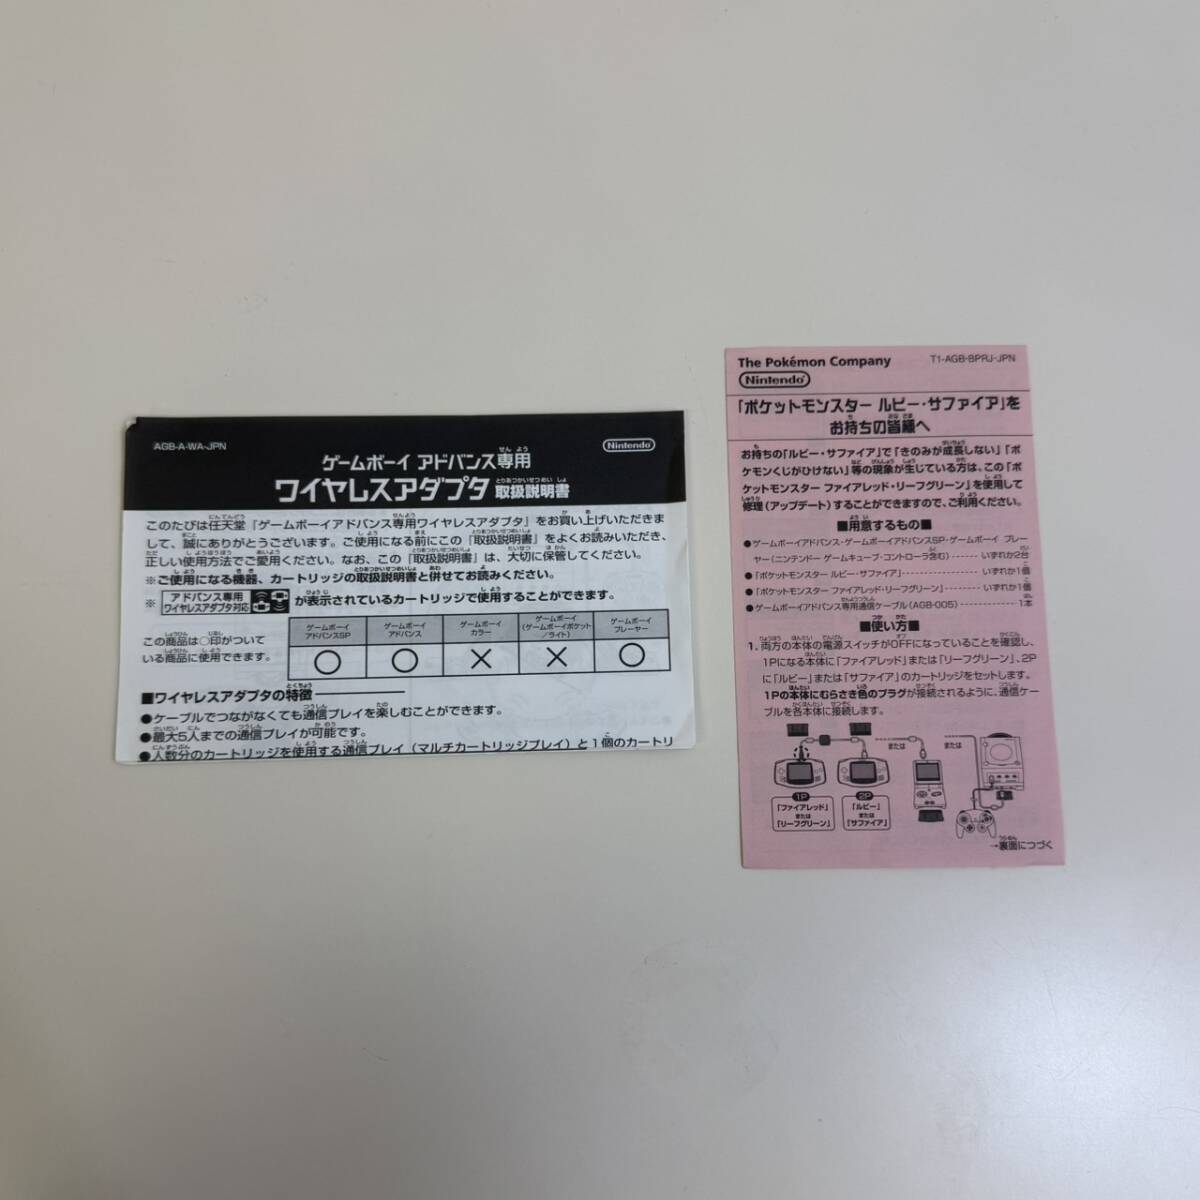 AGB-A-WA-JPN
Nintendo
ゲームボーイ アドバンス専用
ワイヤレスアダプタ 取扱説明書
このたびは任天堂『ゲームボーイアドバンス専用ワイヤレスアダプタ』をお買い上げいただきま
して、誠にありがとうございます。ご使用になる前にこの『取扱説明書』をよくお読みいただき、
正しい使用方法でご愛用ください。なお、この『取扱説明書』は、大切に保管してください。
※ご使用になる機器、カートリッジの取扱説明書と併せてお読みください。
※ アドバンス専用 ワイヤレスアダプタ対応 が表示されているカートリッジで使用することができます。
この商品は○印がついて
いる商品に使用できます。
ゲームボーイ アドバンスSP
ゲームボーイ アドバンス
ゲームボーイ カラー
ゲームボーイ (ゲームボーイポケット /ライト)
ゲームボーイ プレーヤー
○ ○ × × ○
■ワイヤレスアダプタの特徴
●ケーブルでつながなくても通信プレイを楽しむことができます。
●最大5人までの通信プレイが可能です。
●人数分のカートリッジを使用する通信プレイ（マルチカートリッジプレイ）と1個のカートリ
The Pokémon Company
T1-AGB-BPRJ-JPN
Nintendo
「ポケットモンスター ルビー・サファイア」を
お持ちの皆様へ
お持ちの「ルビー・サファイア」で「きのみが成長しない」「ポ
ケモンくじがひけない」等の現象が生じている方は、この「ポ
ケットモンスター ファイアレッド・リーフグリーン」を使用して
修理（アップデート）することができますので、ご利用ください。
■用意するもの■
●ゲームボーイアドバンス・ゲームボーイアドバンスSP・ゲームボーイ プレー
ヤー（ニンテンドー ゲームキューブ・コントローラ含む）-------- いずれか2台
●「ポケットモンスター ルビー・サファイア」-------- いずれか1個
●「ポケットモンスター ファイアレッド・リーフグリーン」-------- いずれか1個
●ゲームボーイアドバンス専用通信ケーブル（AGB-005）-------- 1本
■使い方■
1. 両方の本体の電源スイッチがOFFになっていることを確認し、
1Pになる本体に「ファイアレッド」または「リーフグリーン」、2P
に「ルビー」または「サファイア」のカートリッジをセットします。
1Pの本体にむらさき色のプラグが接続されるように、通信ケー
ブルを各本体に接続します。
または
または
1P
2P
「ファイアレッド」
または
「リーフグリーン」
「ルビー」
または
「サファイア」
→裏面につづく